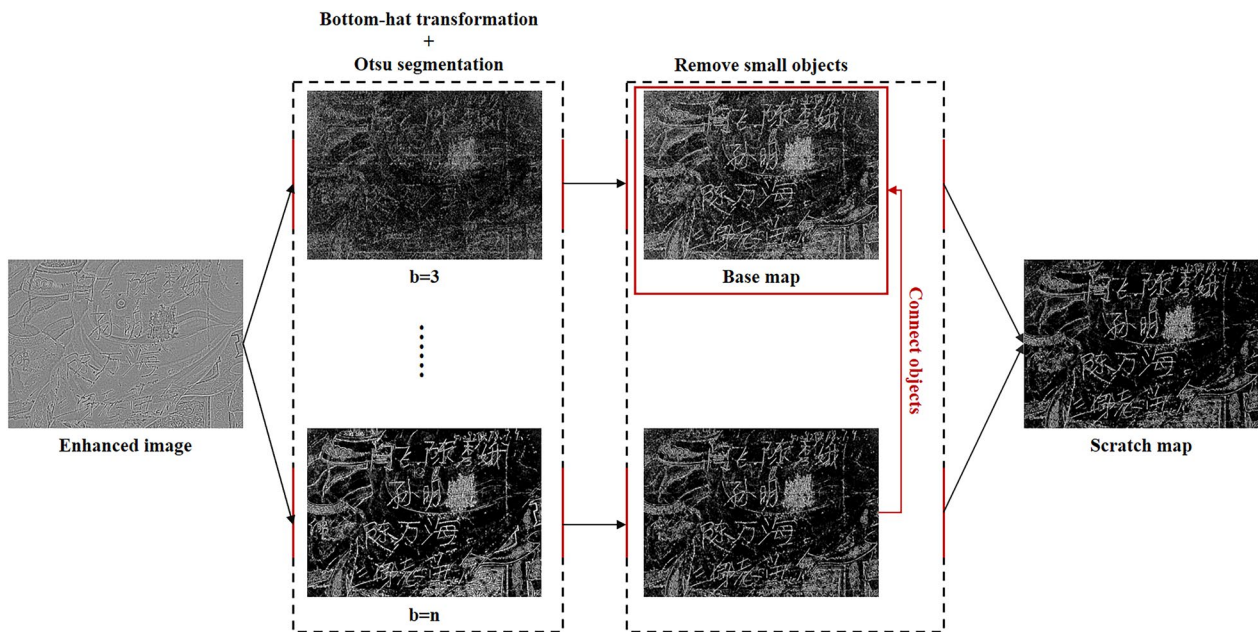 Bottom-hat transformation
+
Otsu segmentation
Remove small objects
b=3
Base map
Connect objects
Enhanced image
Scratch map
b=n
孙明
陈万海